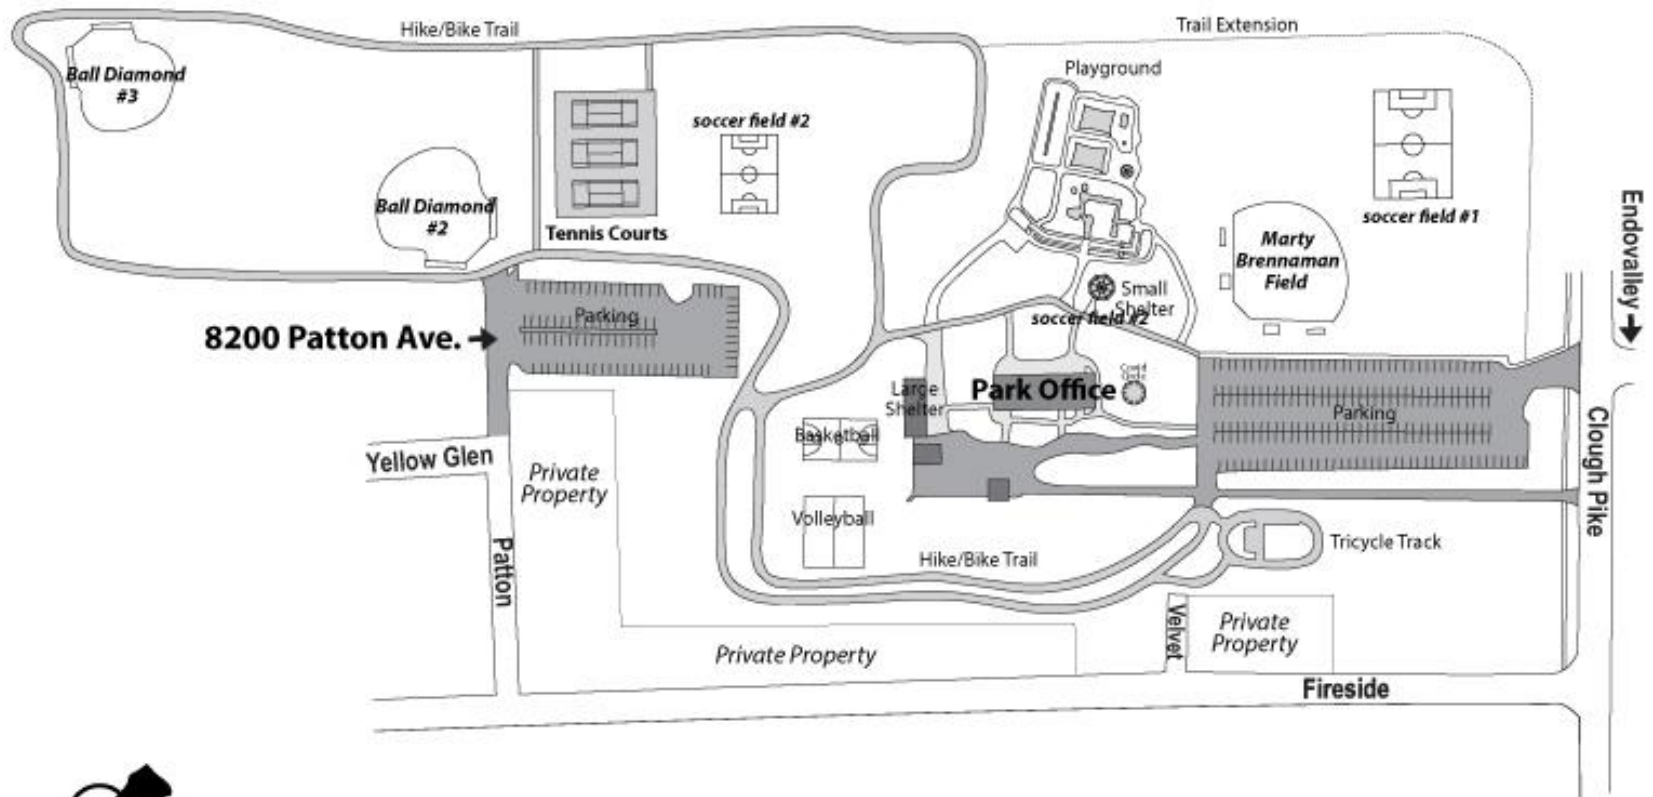 Hike/Bike Trail
Trail Extension
Ball Diamond
#3
Playground
soccer field #2
Ball Diamond
#2
Tennis Courts
soccer field #1
Marty
Brennaman
Field
Endovalley
Small
Shelter
soccer field #2
Parking
8200 Patton Ave.
Large
Shelter
Park Office
Parking
Basketball
Yellow Glen
Private
Property
Clough Pike
Volleyball
Patton
Hike/Bike Trail
Tricycle Track
Velvet
Private
Property
Private Property
Fireside